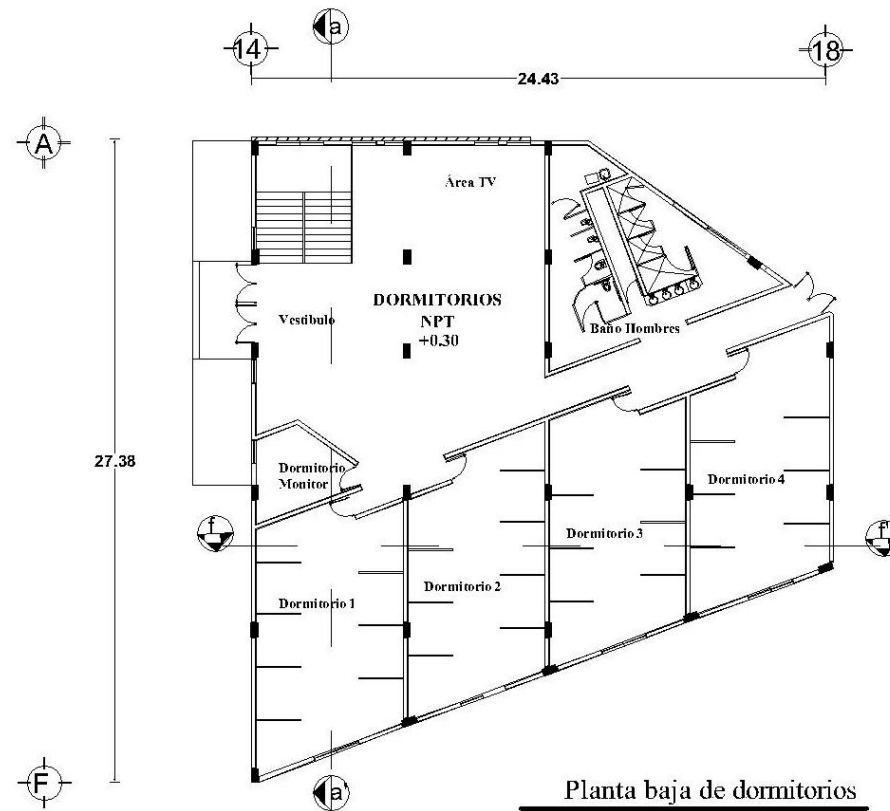 a
14
18
24.43
A
Área TV
DORMITORIOS
NPT
+0.30
Vestibulo
Baño Hombres
27.38
Dormitorio
Monitor
Dormitorio 4
f
f'
Dormitorio 3
Dormitorio 2
Dormitorio 1
F
a'
Planta baja de dormitorios